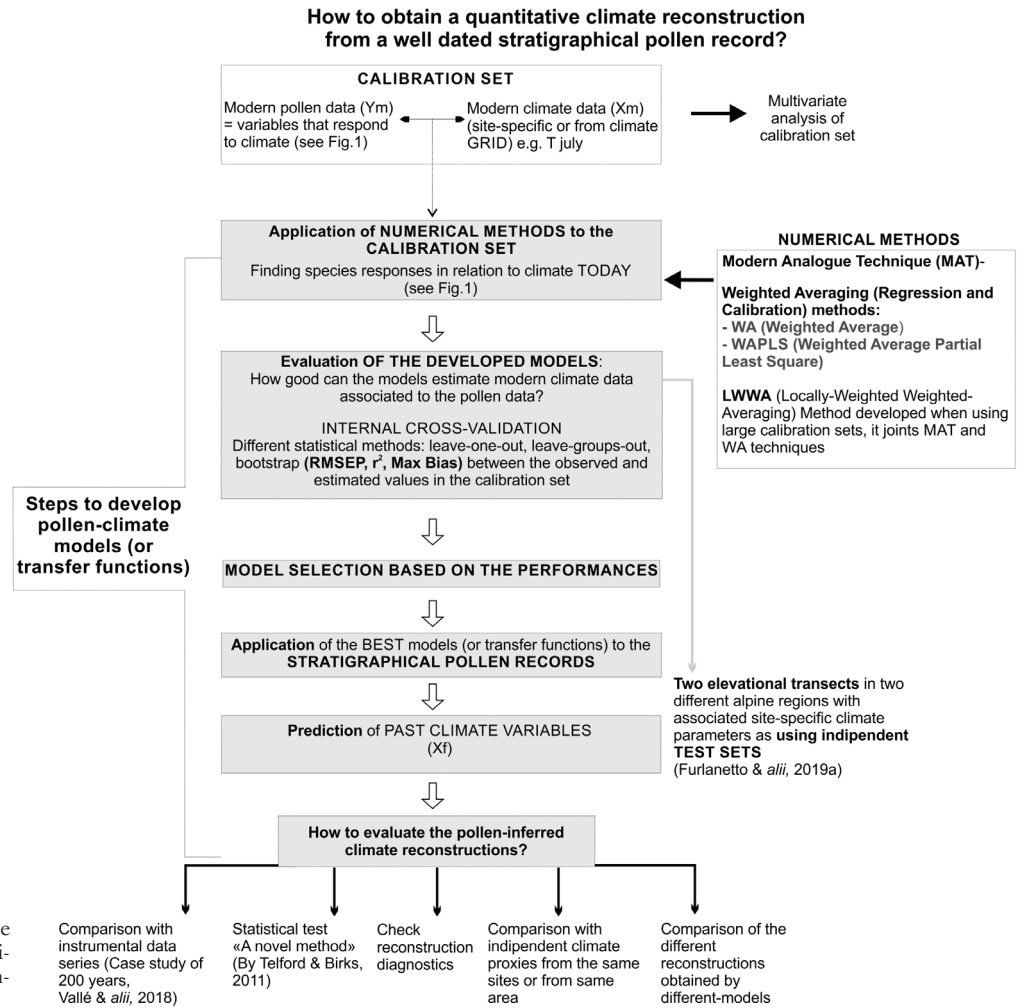 How to obtain a quantitative climate reconstruction
from a well dated stratigraphical pollen record?
CALIBRATION SET
Modern pollen data (Ym)
= variables that respond
to climate (see Fig.1)
Modern climate data (Xm)
(site-specific or from climate
GRID) e.g. T july
Multivariate
analysis of
calibration set
Application of NUMERICAL METHODS to the
CALIBRATION SET
Finding species responses in relation to climate TODAY
(see Fig.1)
NUMERICAL METHODS
Modern Analogue Technique (MAT)-
Weighted Averaging (Regression and
Calibration) methods:
- WA (Weighted Average)
- WAPLS (Weighted Average Partial
Least Square)
LWWA (Locally-Weighted Weighted-
Averaging) Method developed when using
large calibration sets, it joints MAT and
WA techniques
Evaluation OF THE DEVELOPED MODELS:
How good can the models estimate modern climate data
associated to the pollen data?
INTERNAL CROSS-VALIDATION
Different statistical methods: leave-one-out, leave-groups-out,
bootstrap (RMSEP, r², Max Bias) between the observed and
estimated values in the calibration set
Steps to develop
pollen-climate
models (or
transfer functions)
MODEL SELECTION BASED ON THE PERFORMANCES
Application of the BEST models (or transfer functions) to the
STRATIGRAPHICAL POLLEN RECORDS
Two elevational transects in two
different alpine regions with
associated site-specific climate
parameters as using indipendent
TEST SETS
(Furlanetto & alii, 2019a)
Prediction of PAST CLIMATE VARIABLES
(Xf)
How to evaluate the pollen-inferred
climate reconstructions?
e
i-
n-
Comparison with
instrumental data
series (Case study of
200 years,
Vallé & alii, 2018)
Statistical test
«A novel method»
(By Telford & Birks,
2011)
Check
reconstruction
diagnostics
Comparison with
indipendent climate
proxies from the same
sites or from same
area
Comparison of the
different
reconstructions
obtained by
different-models